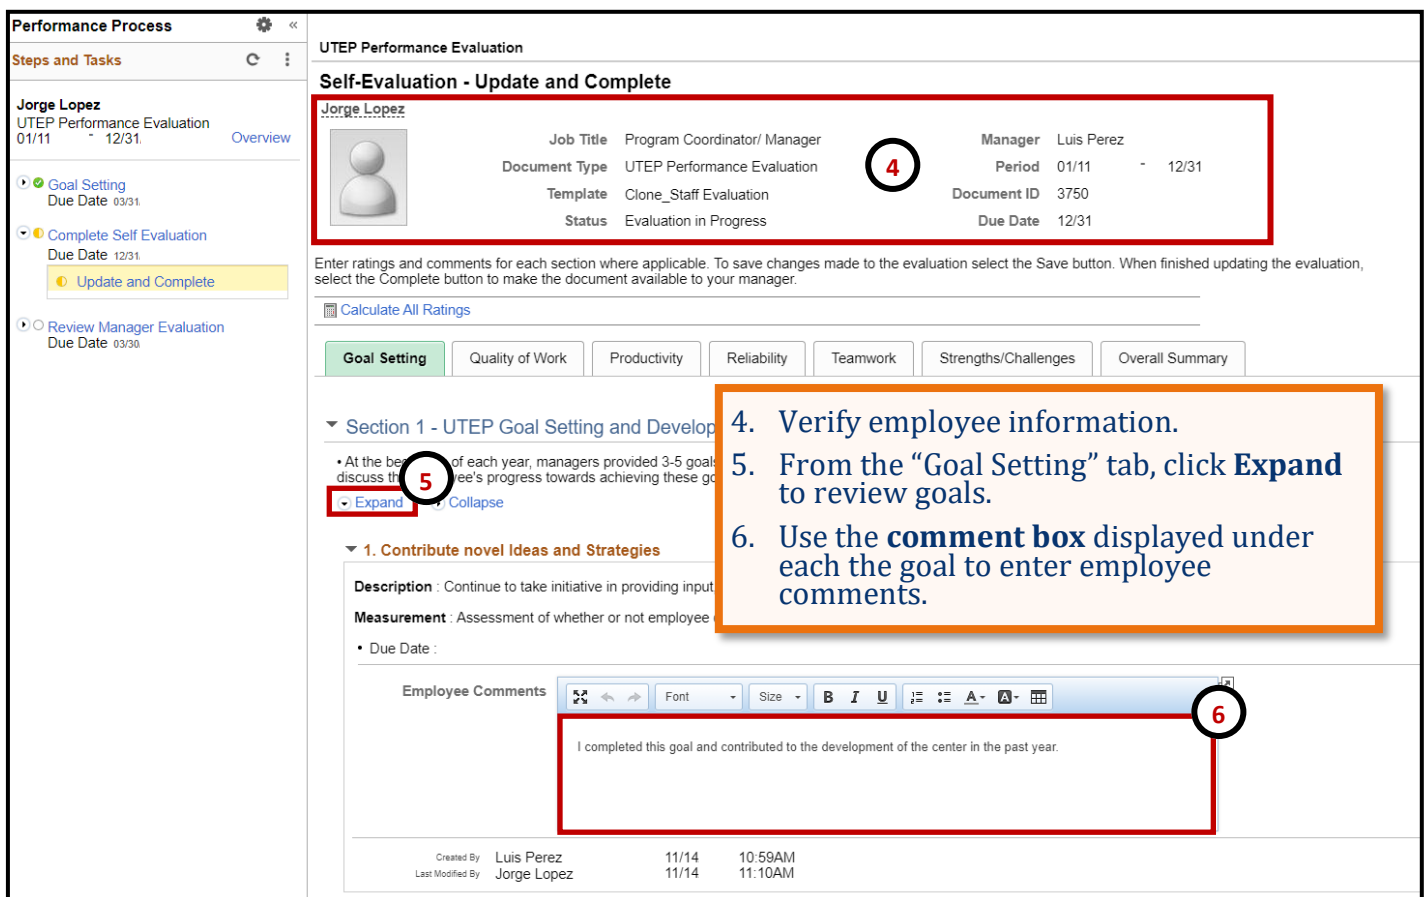 Performance Process «
Steps and Tasks
Jorge Lopez
UTEP Performance Evaluation
01/11 - 12/31 Overview
Goal Setting
Due Date 03/31
Complete Self Evaluation
Due Date 12/31
Update and Complete
Review Manager Evaluation
Due Date 03/30
UTEP Performance Evaluation
Self-Evaluation - Update and Complete
Jorge Lopez
Job Title Program Coordinator/ Manager Manager Luis Perez
Document Type UTEP Performance Evaluation Period 01/11 - 12/31
4
Template Clone_Staff Evaluation Document ID 3750
Status Evaluation in Progress Due Date 12/31
Enter ratings and comments for each section where applicable. To save changes made to the evaluation select the Save button. When finished updating the evaluation,
select the Complete button to make the document available to your manager.
Calculate All Ratings
Goal Setting Quality of Work Productivity Reliability Teamwork Strengths/Challenges Overall Summary
Section 1 - UTEP Goal Setting and Develop
• At the be of each year, managers provided 3-5 goals
discuss th yee's progress towards achieving these go
5
Expand Collapse
1. Contribute novel Ideas and Strategies
Description : Continue to take initiative in providing input,
Measurement : Assessment of whether or not employee
• Due Date :
4. Verify employee information.
5. From the “Goal Setting” tab, click Expand
to review goals.
6. Use the comment box displayed under
each the goal to enter employee
comments.
Employee Comments Font Size B I U A A
6
I completed this goal and contributed to the development of the center in the past year.
Created By Luis Perez 11/14 10:59AM
Last Modified By Jorge Lopez 11/14 11:10AM